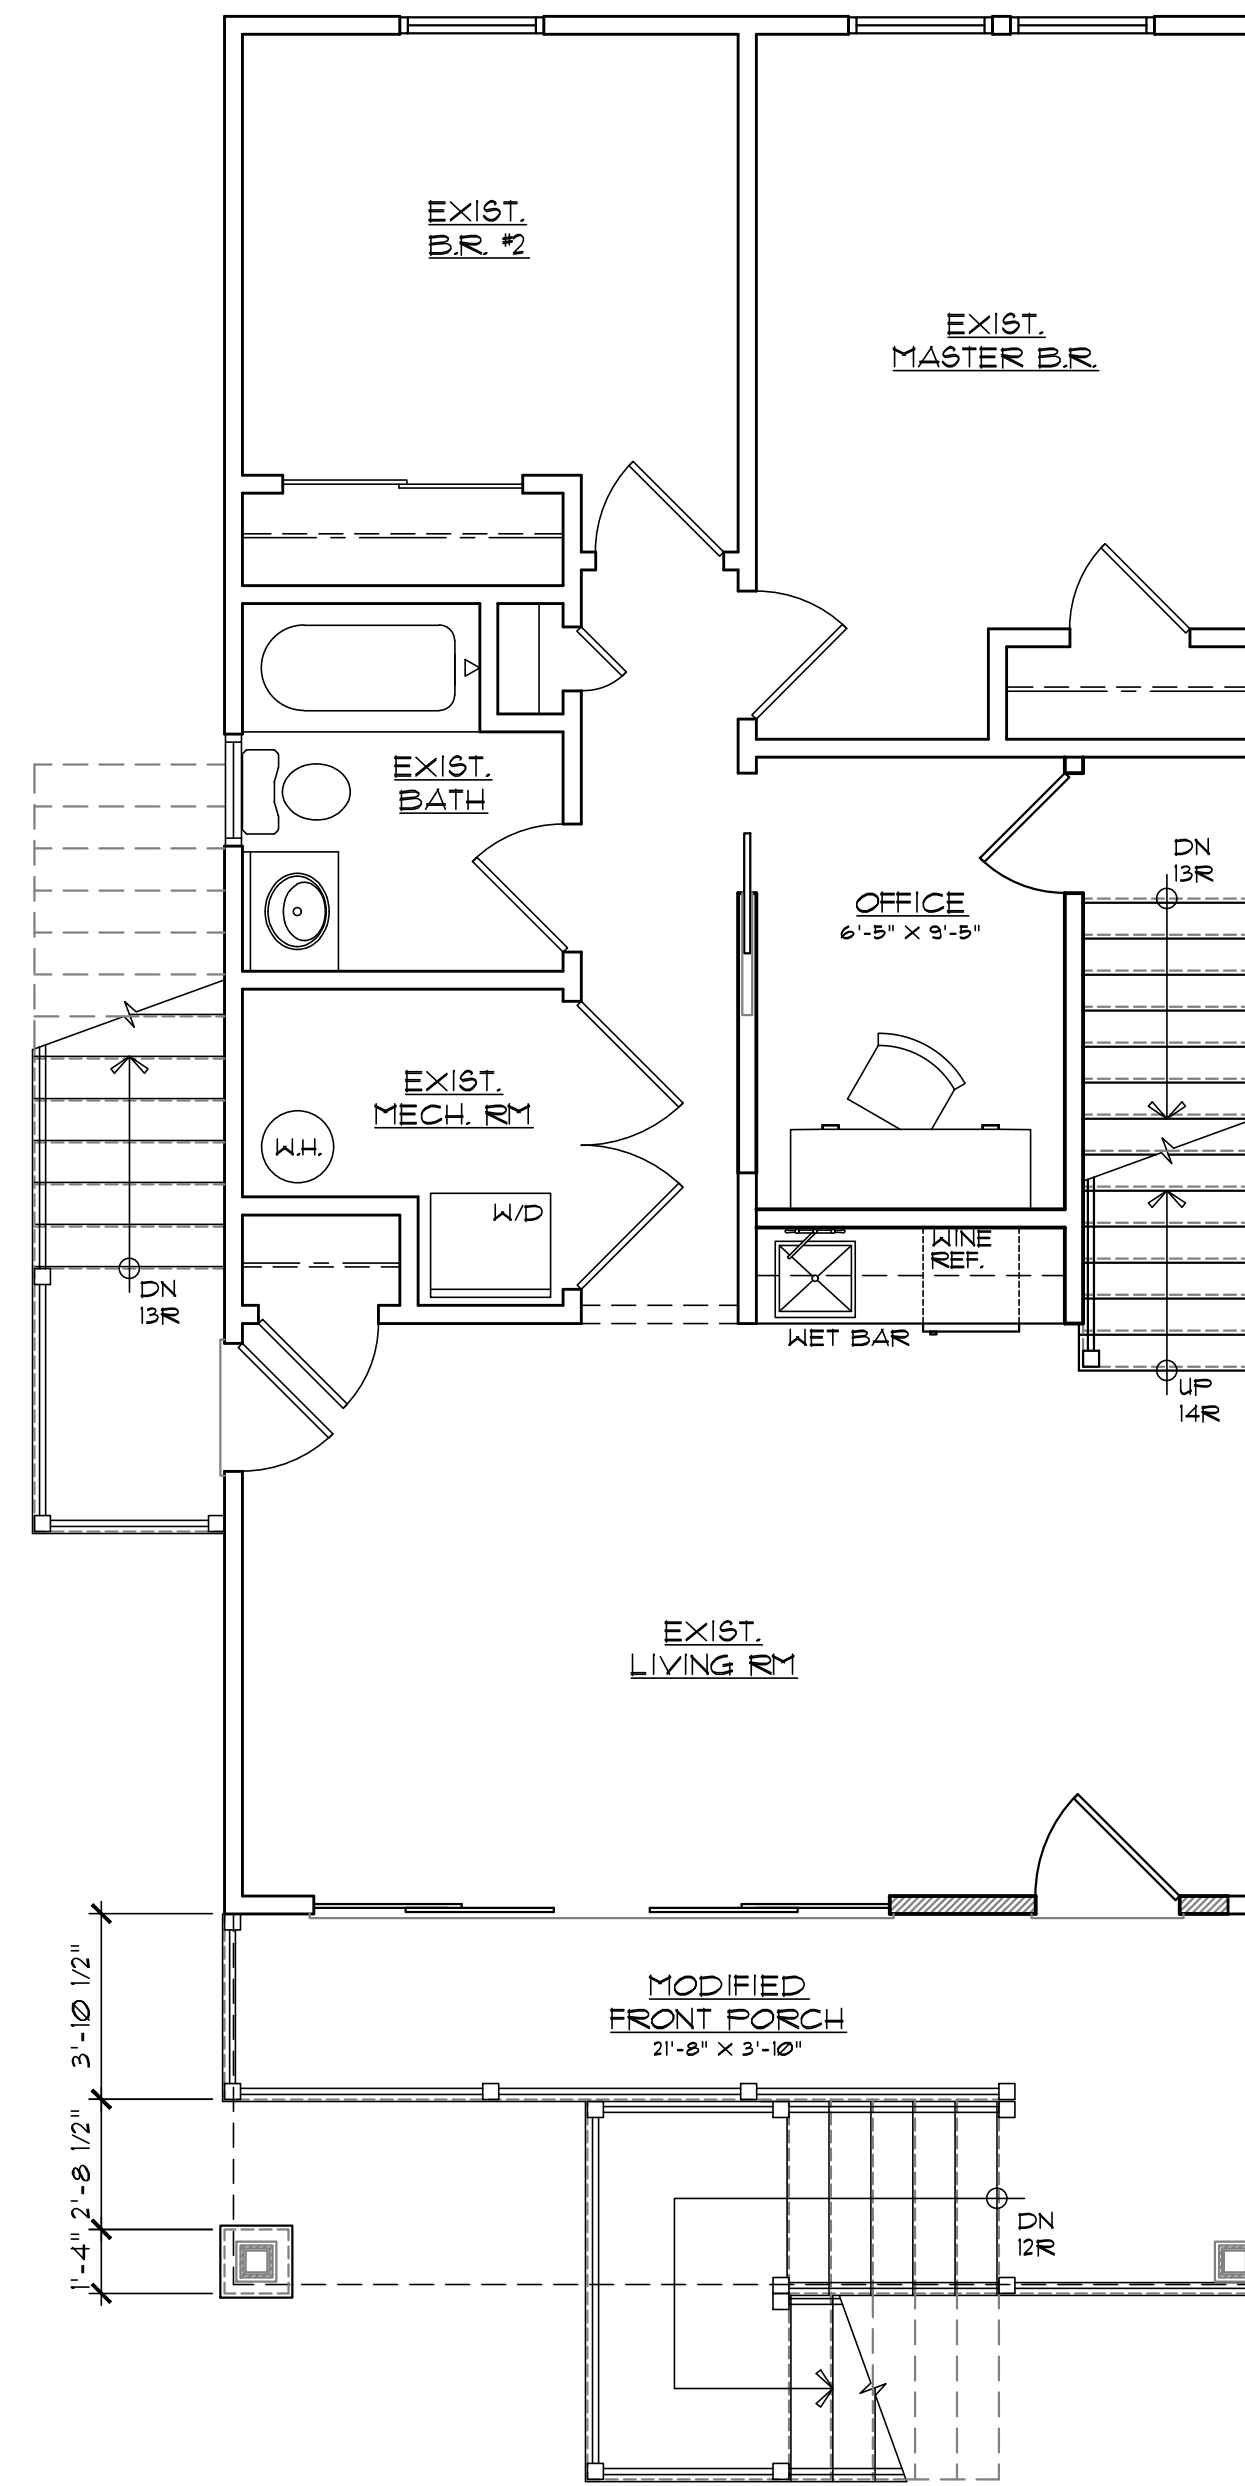 EXIST.
B.R. #2
EXIST.
MASTER B.R.
EXIST.
BATH
DN
13R
OFFICE
6'-5" X 9'-5"
EXIST.
MECH. RM
W.H.
W/D
WINE
REF.
DN
13R
WET BAR
UP
14R
EXIST.
LIVING RM
3'-10 1/2"
MODIFIED
FRONT PORCH
21'-8" X 3'-10"
2'-8 1/2"
DN
12R
1'-4"